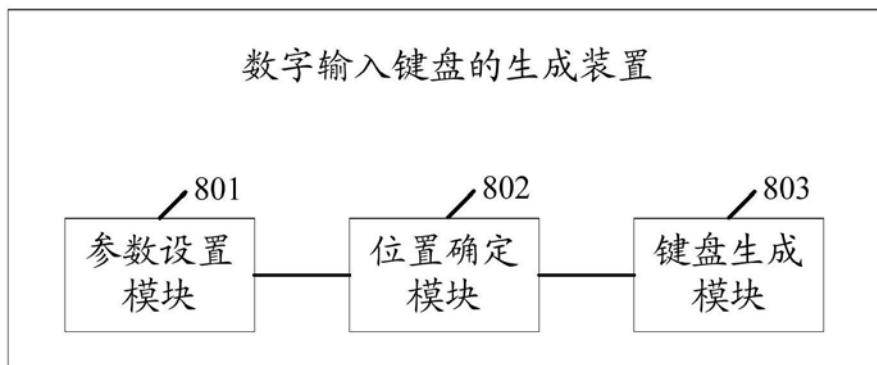 数字输入键盘的生成装置
801
802
803
参数设置
模块
位置确定
模块
键盘生成
模块